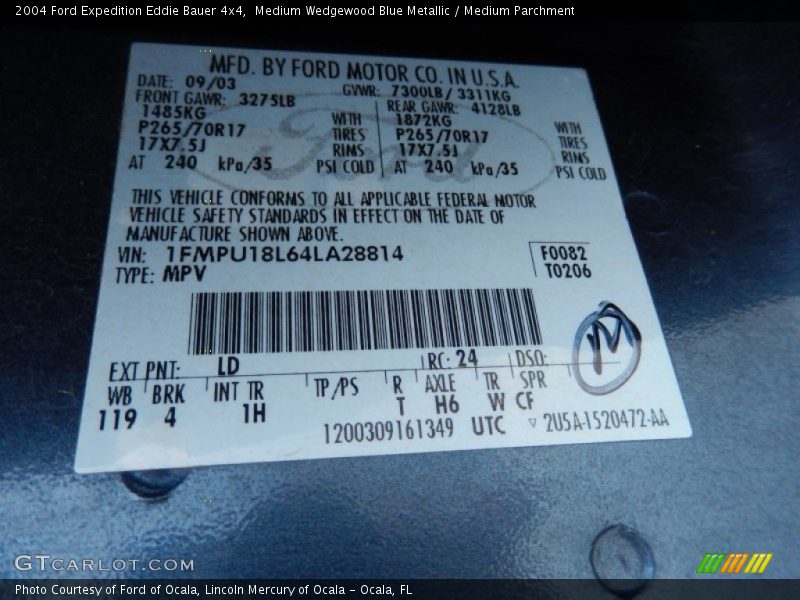 2004 Ford Expedition Eddie Bauer 4x4,  Medium Wedgewood Blue Metallic / Medium Parchment
MFD. BY FORD MOTOR CO. IN U.S.A.
DATE: 09/03 GVWR: 7300LB / 3311KG
FRONT GAWR: 3275LB REAR GAWR: 4128LB
1485KG WITH 1872KG WITH
P265/70R17 TIRES P265/70R17 TIRES
17X7.5J RIMS 17X7.5J RIMS
AT 240 kPa/35 PSI COLD AT 240 kPa/35 PSI COLD
Ford
THIS VEHICLE CONFORMS TO ALL APPLICABLE FEDERAL MOTOR
VEHICLE SAFETY STANDARDS IN EFFECT ON THE DATE OF
MANUFACTURE SHOWN ABOVE.
VIN: 1FMPU18L64LA28814 F0082
TYPE: MPV T0206
M
EXT PNT: LD RC: 24 DSO:
WB BRK INT TR TP/PS R AXLE TR SPR
119 4 1H T H6 W CF
1200309161349 UTC ▽ 2U5A-1520472-AA
GTCARLOT.COM
Photo Courtesy of Ford of Ocala, Lincoln Mercury of Ocala - Ocala, FL